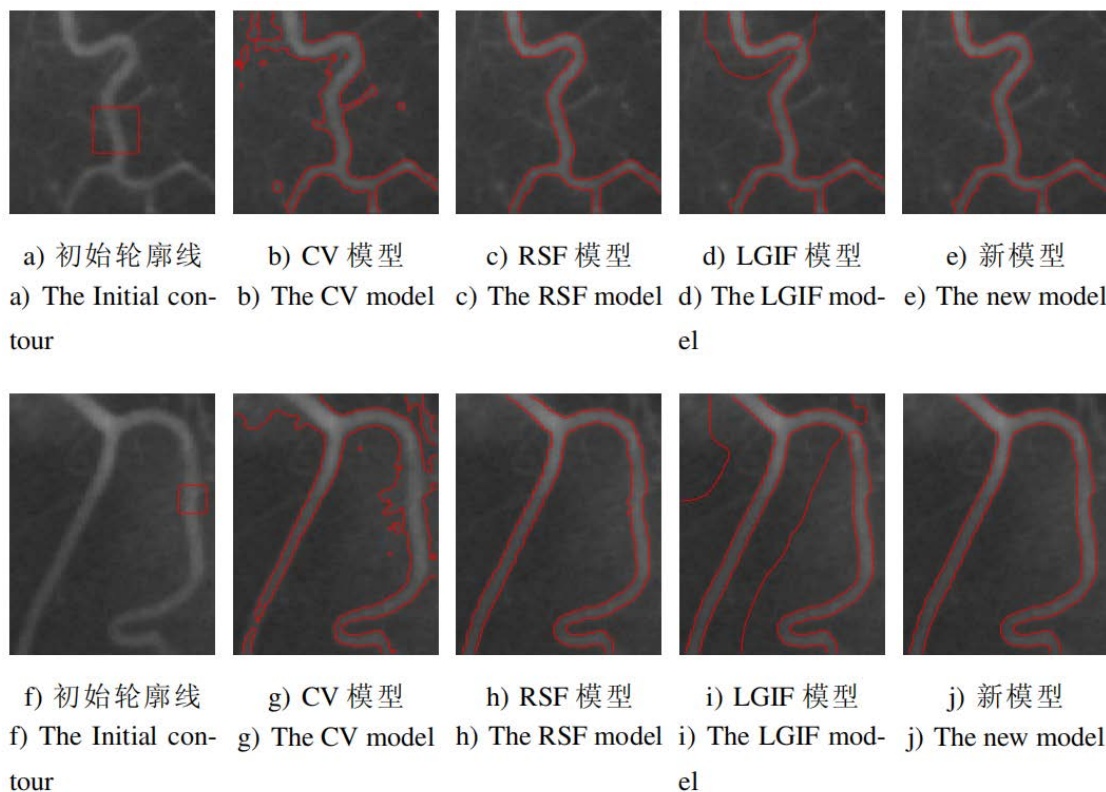 a) 初始轮廓线 b) CV 模型 c) RSF 模型 d) LGIF 模型 e) 新模型
a) The Initial con- b) The CV model c) The RSF model d) The LGIF mod- e) The new model
tour el
f) 初始轮廓线 g) CV 模型 h) RSF 模型 i) LGIF 模型 j) 新模型
f) The Initial con- g) The CV model h) The RSF model i) The LGIF mod- j) The new model
tour el